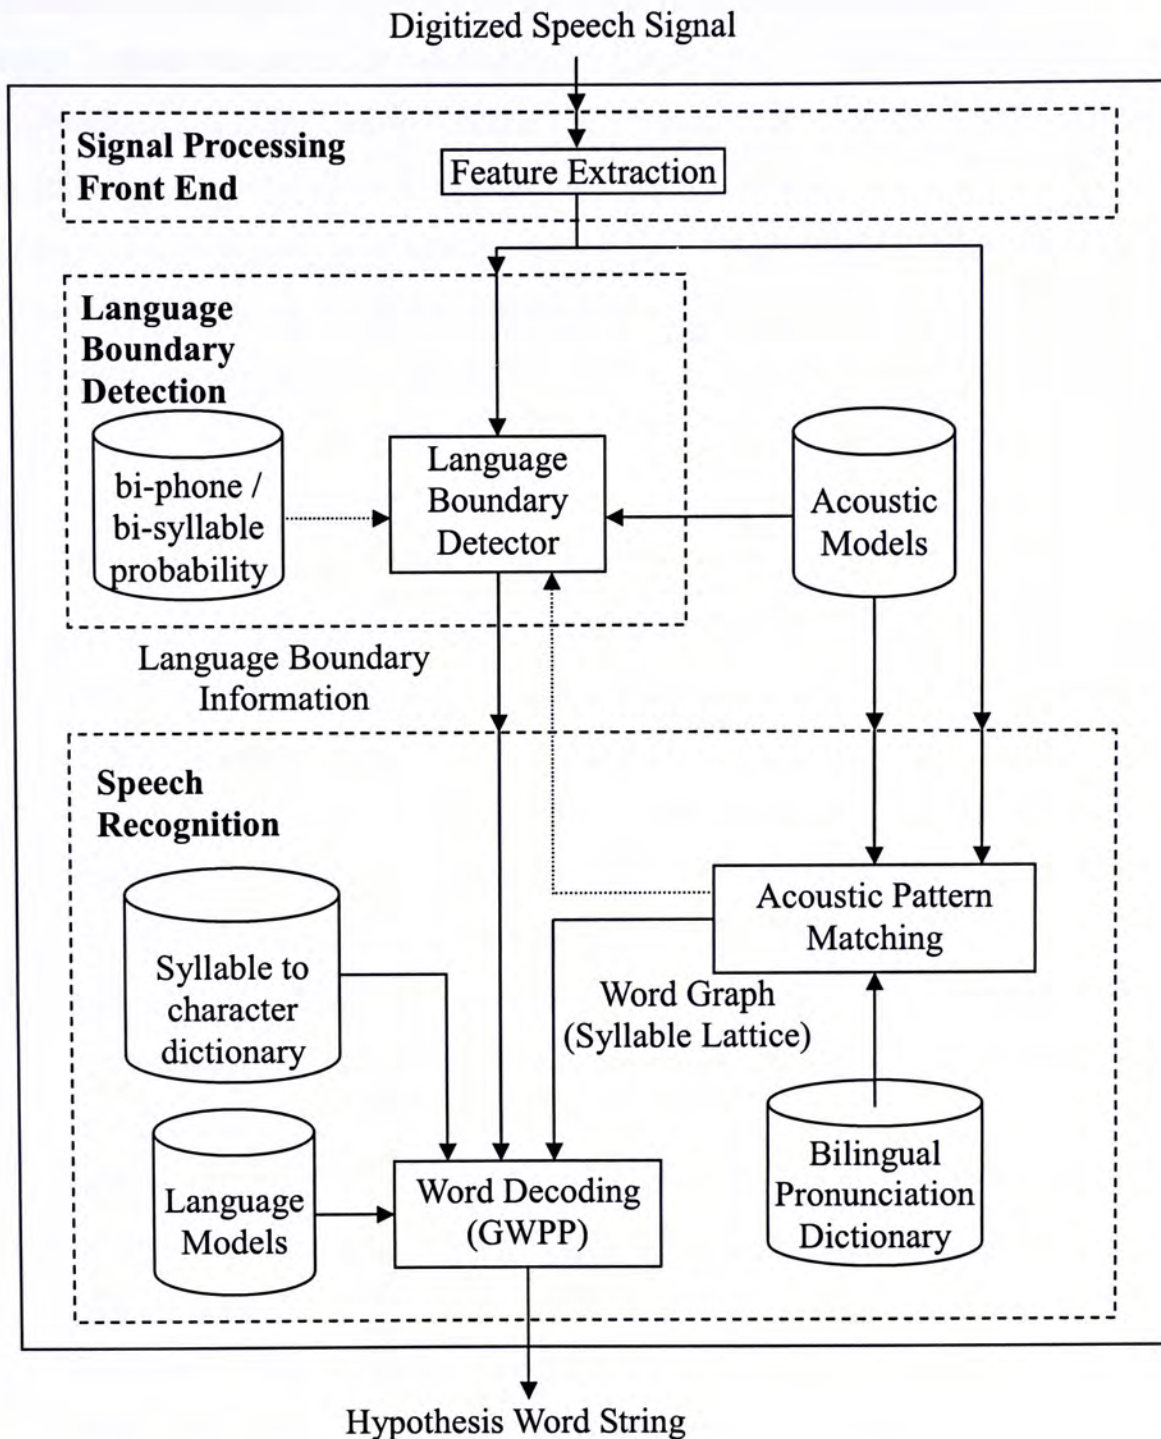 Digitized Speech Signal
Signal Processing
Front End
Feature Extraction
Language
Boundary
Detection
bi-phone /
bi-syllable
probability
Language
Boundary
Detector
Acoustic
Models
Language Boundary
Information
Speech
Recognition
Acoustic Pattern
Matching
Syllable to
character
dictionary
Word Graph
(Syllable Lattice)
Language
Models
Word Decoding
(GWPP)
Bilingual
Pronunciation
Dictionary
Hypothesis Word String